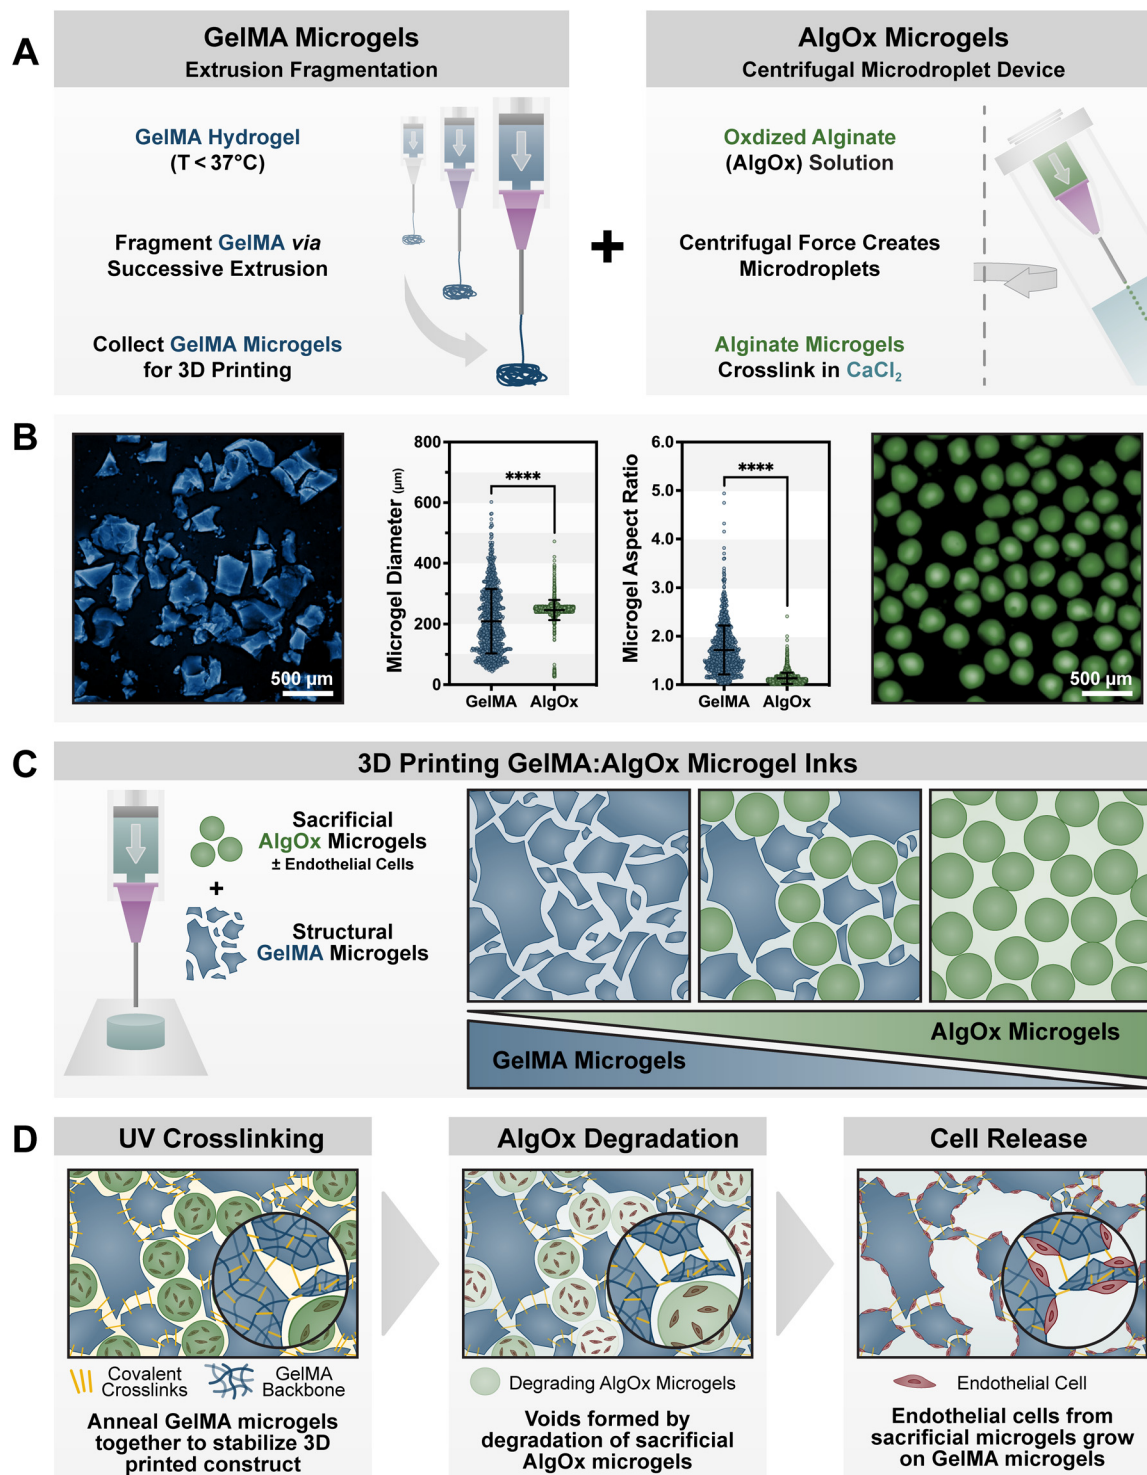 A
GelMA Microgels
Extrusion Fragmentation
GelMA Hydrogel
(T < 37°C)
Fragment GelMA via
Successive Extrusion
Collect GelMA Microgels
for 3D Printing
+
AlgOx Microgels
Centrifugal Microdroplet Device
Oxdized Alginate
(AlgOx) Solution
Centrifugal Force Creates
Microdroplets
Alginate Microgels
Crosslink in CaCl₂
B
500 µm
Microgel Diameter (µm)
800
600
400
200
0
****
GelMA AlgOx
Microgel Aspect Ratio
6.0
5.0
4.0
3.0
2.0
1.0
****
GelMA AlgOx
500 µm
C
3D Printing GelMA:AlgOx Microgel Inks
Sacrificial
AlgOx Microgels
± Endothelial Cells
+
Structural
GelMA Microgels
AlgOx Microgels
GelMA Microgels
D
UV Crosslinking
Covalent
Crosslinks
GelMA
Backbone
Anneal GelMA microgels
together to stabilize 3D
printed construct
AlgOx Degradation
Degrading AlgOx Microgels
Voids formed by
degradation of sacrificial
AlgOx microgels
Cell Release
Endothelial Cell
Endothelial cells from
sacrificial microgels grow
on GelMA microgels